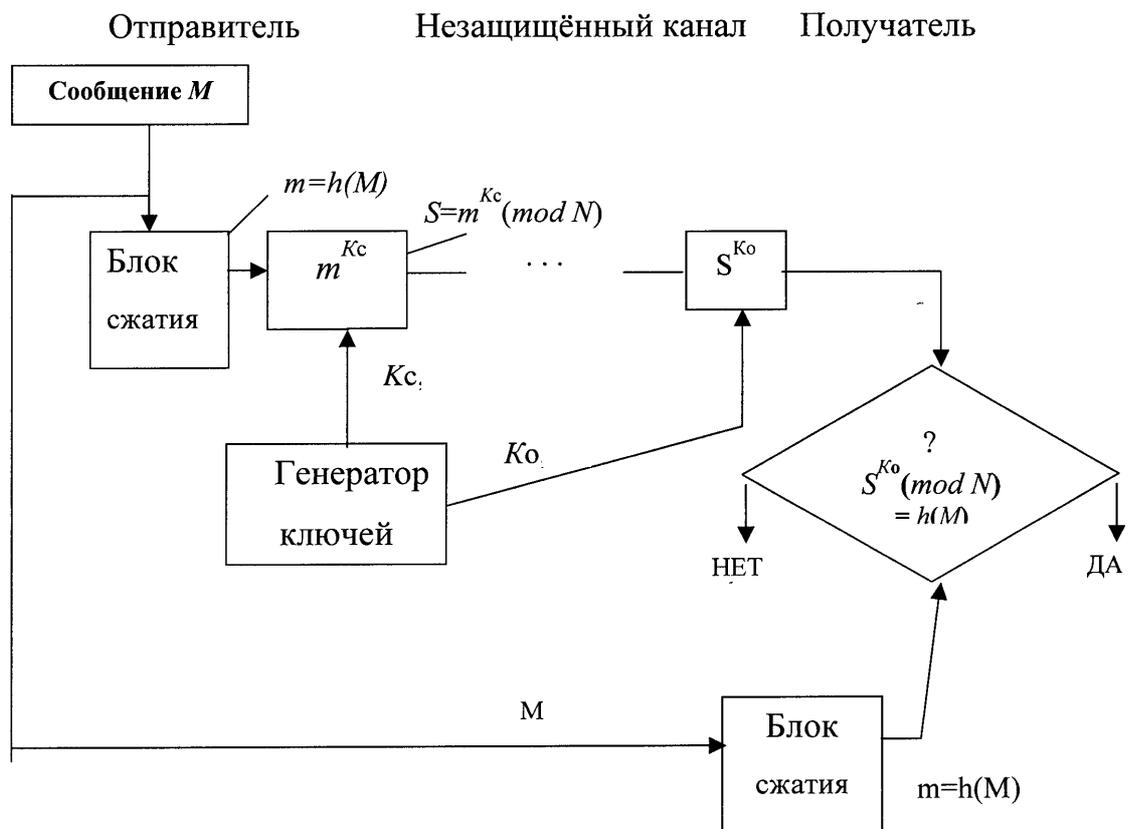 Отправитель Незащищённый канал Получатель
Сообщение M
m=h(M)
S=m^Kc(mod N)
Блок
сжатия
m^Kc
. . .
S^Ko
Kc,
Генератор
ключей
Ko
?
S^Ko(mod N)
= h(M)
НЕТ
ДА
M
Блок
сжатия
m=h(M)